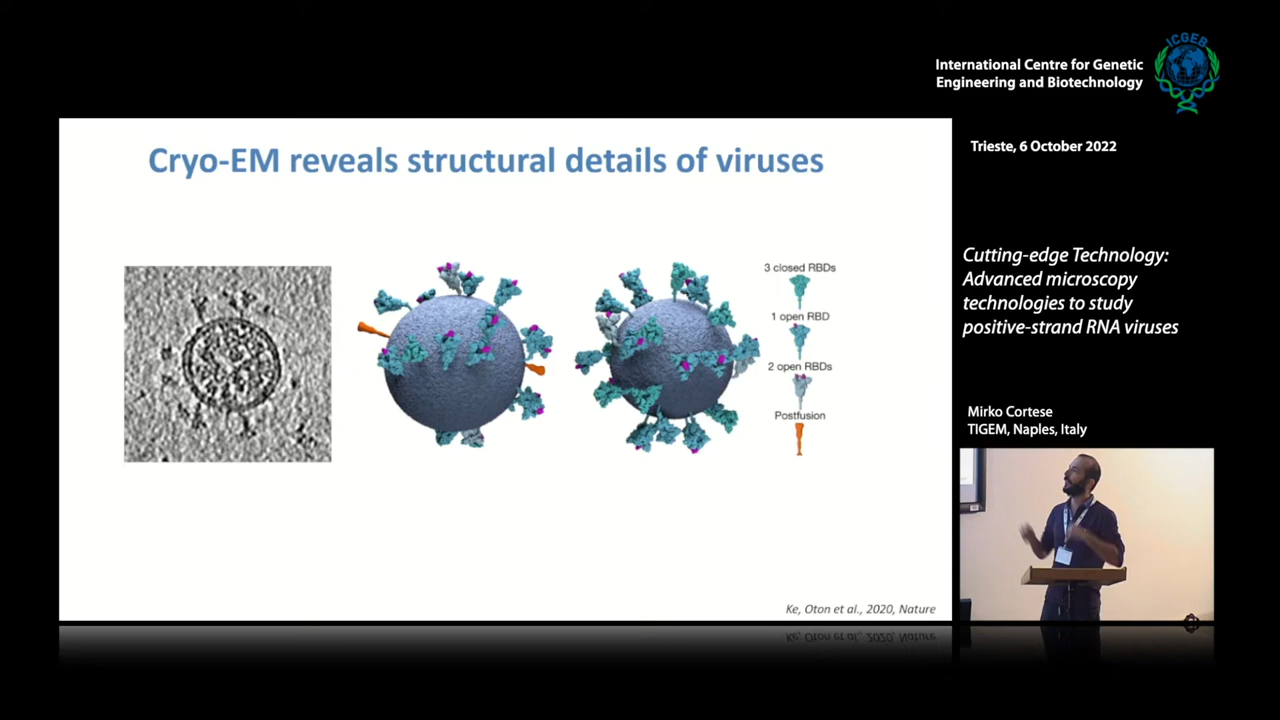 ICGEB
International Centre for Genetic
Engineering and Biotechnology
Trieste, 6 October 2022
Cryo-EM reveals structural details of viruses
3 closed RBDs
1 open RBD
2 open RBDs
Postfusion
Ke, Oton et al., 2020, Nature
Cutting-edge Technology:
Advanced microscopy
technologies to study
positive-strand RNA viruses
Mirko Cortese
TIGEM, Naples, Italy